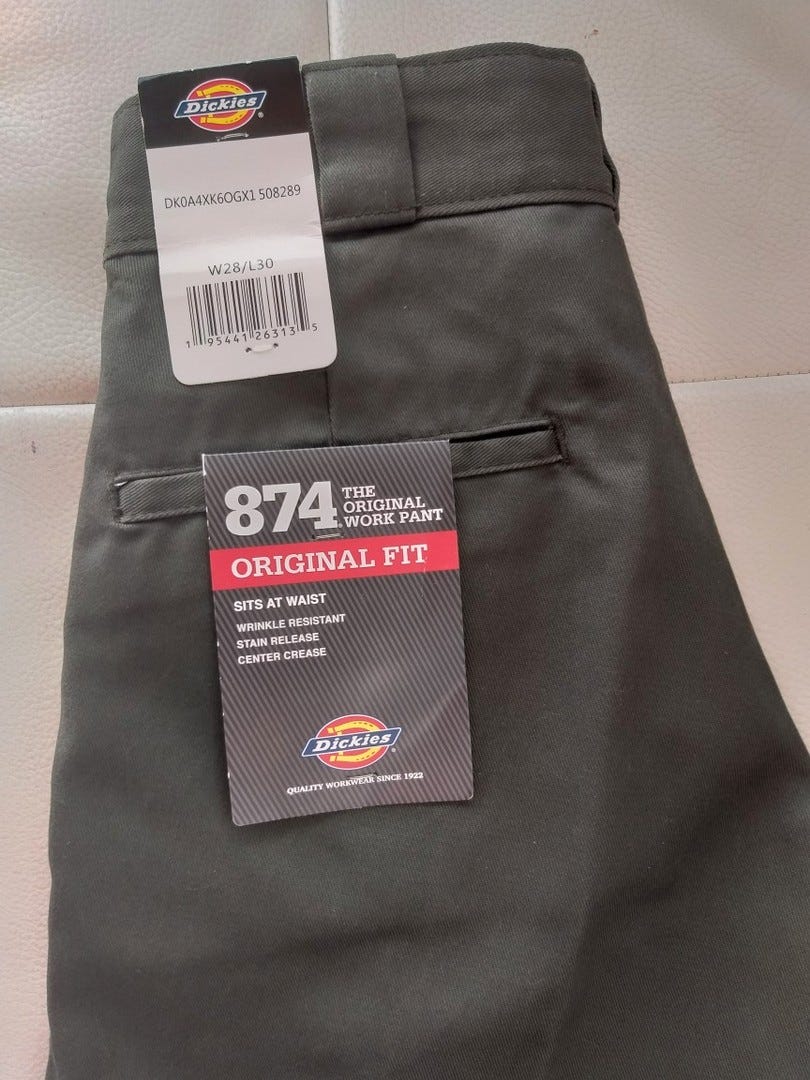 Dickies
DK0A4XK6OGX1 508289
W28/L30
1 95441 26313 5
874 THE
ORIGINAL
WORK PANT
ORIGINAL FIT
SITS AT WAIST
WRINKLE RESISTANT
STAIN RELEASE
CENTER CREASE
Dickies
QUALITY WORKWEAR SINCE 1922